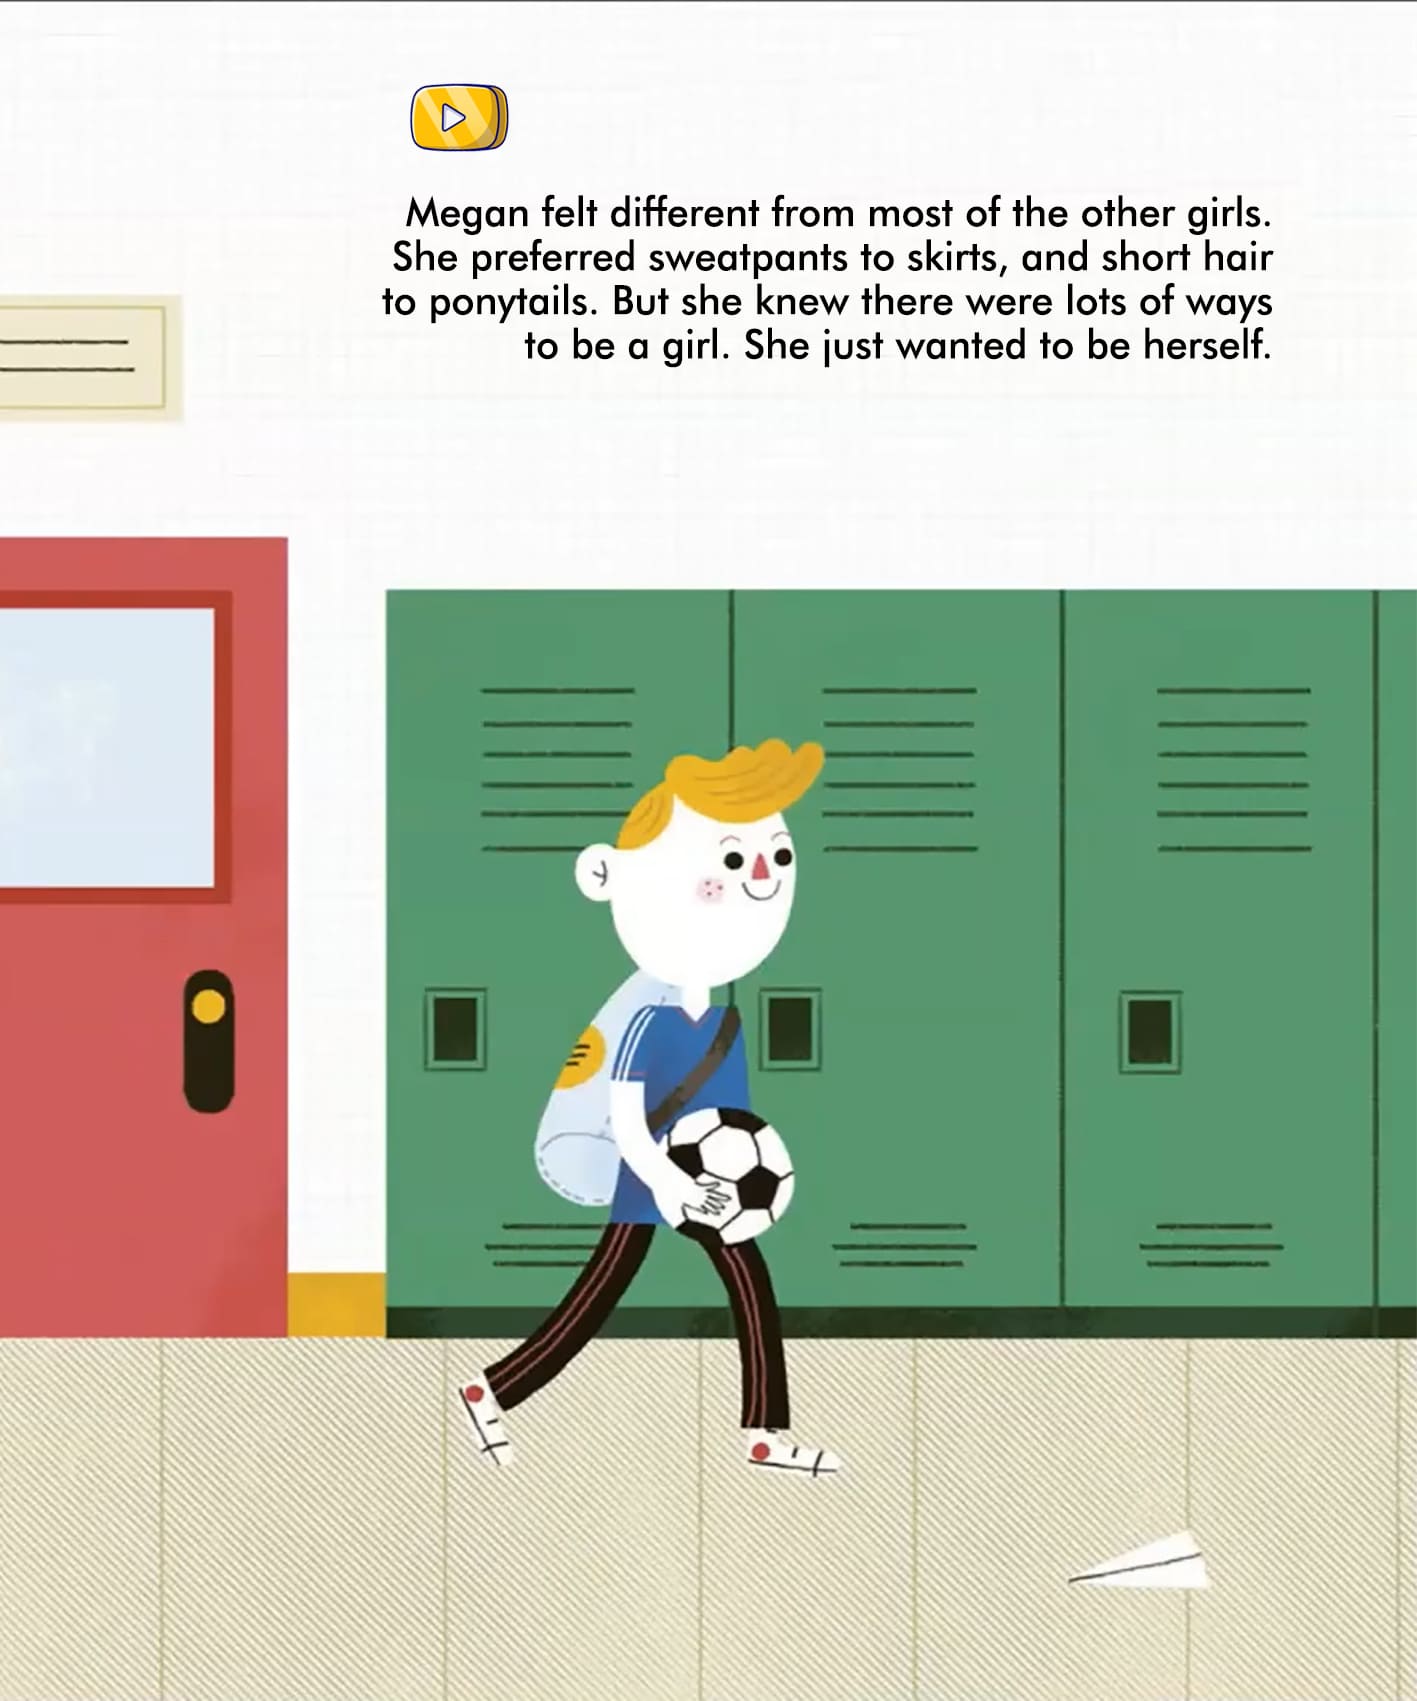 Megan felt different from most of the other girls.
She preferred sweatpants to skirts, and short hair
to ponytails. But she knew there were lots of ways
to be a girl. She just wanted to be herself.